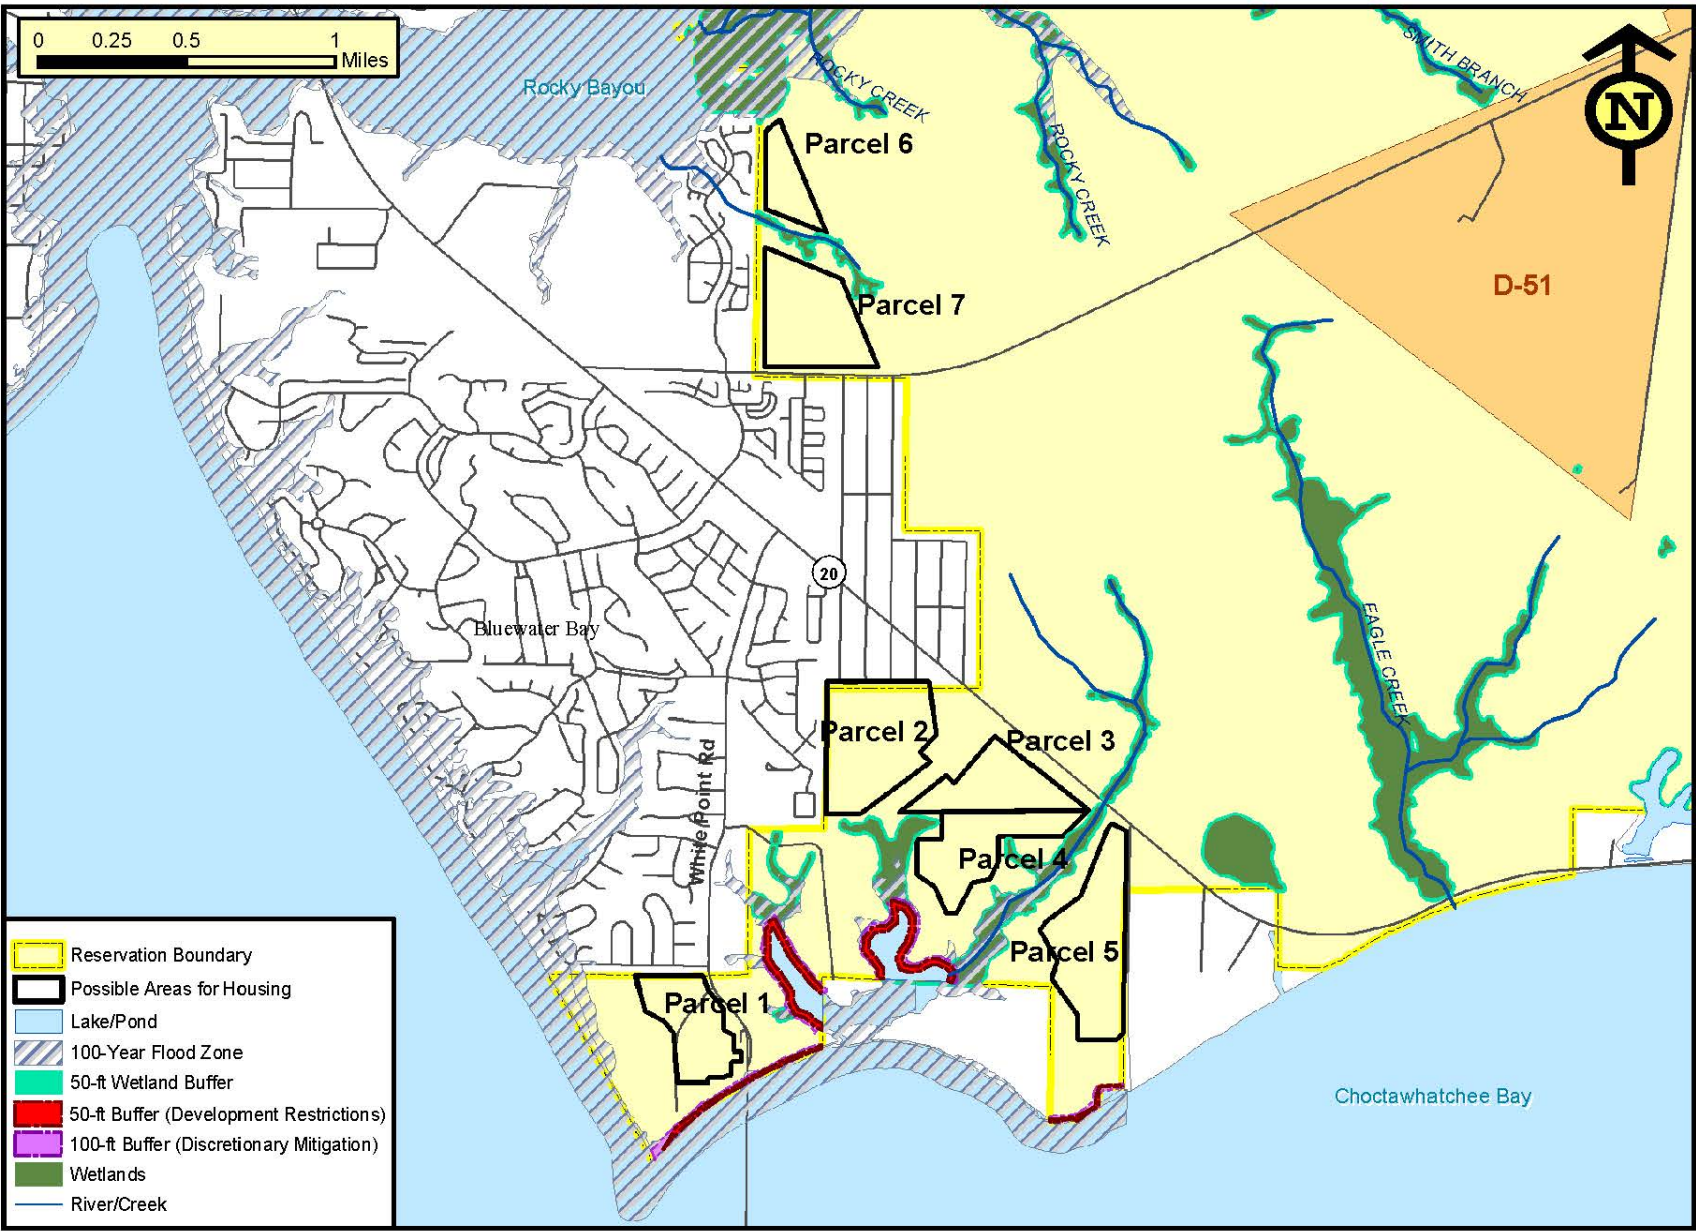 0 0.25 0.5 1
Miles
Rocky Bayou
ROCKY CREEK
ROCKY CREEK
SMITH BRANCH
N
Parcel 6
Parcel 7
D-51
20
Bluewater Bay
EAGLE CREEK
Parcel 2
Parcel 3
White Point Rd
Parcel 4
Parcel 5
Parcel 1
Choctawhatchee Bay
Reservation Boundary
Possible Areas for Housing
Lake/Pond
100-Year Flood Zone
50-ft Wetland Buffer
50-ft Buffer (Development Restrictions)
100-ft Buffer (Discretionary Mitigation)
Wetlands
River/Creek